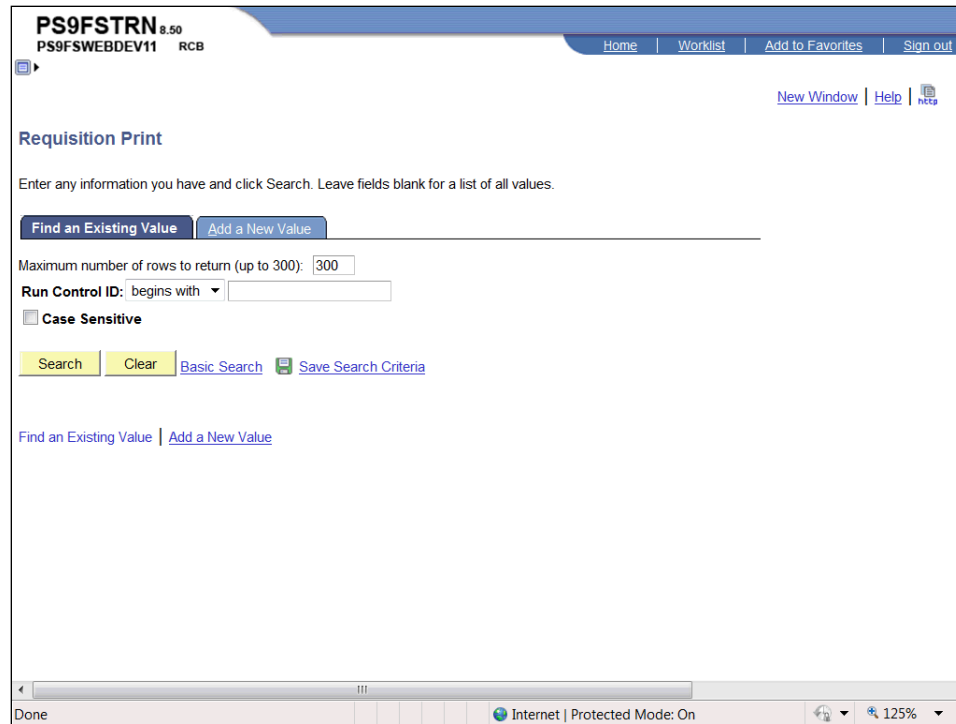 PS9FSTRN 8.50
PS9FSWEBDEV11 RCB
Home Worklist Add to Favorites Sign out
New Window Help http
Requisition Print
Enter any information you have and click Search. Leave fields blank for a list of all values.
Find an Existing Value Add a New Value
Maximum number of rows to return (up to 300): 300
Run Control ID: begins with
Case Sensitive
Search Clear Basic Search Save Search Criteria
Find an Existing Value | Add a New Value
Done Internet | Protected Mode: On 125%